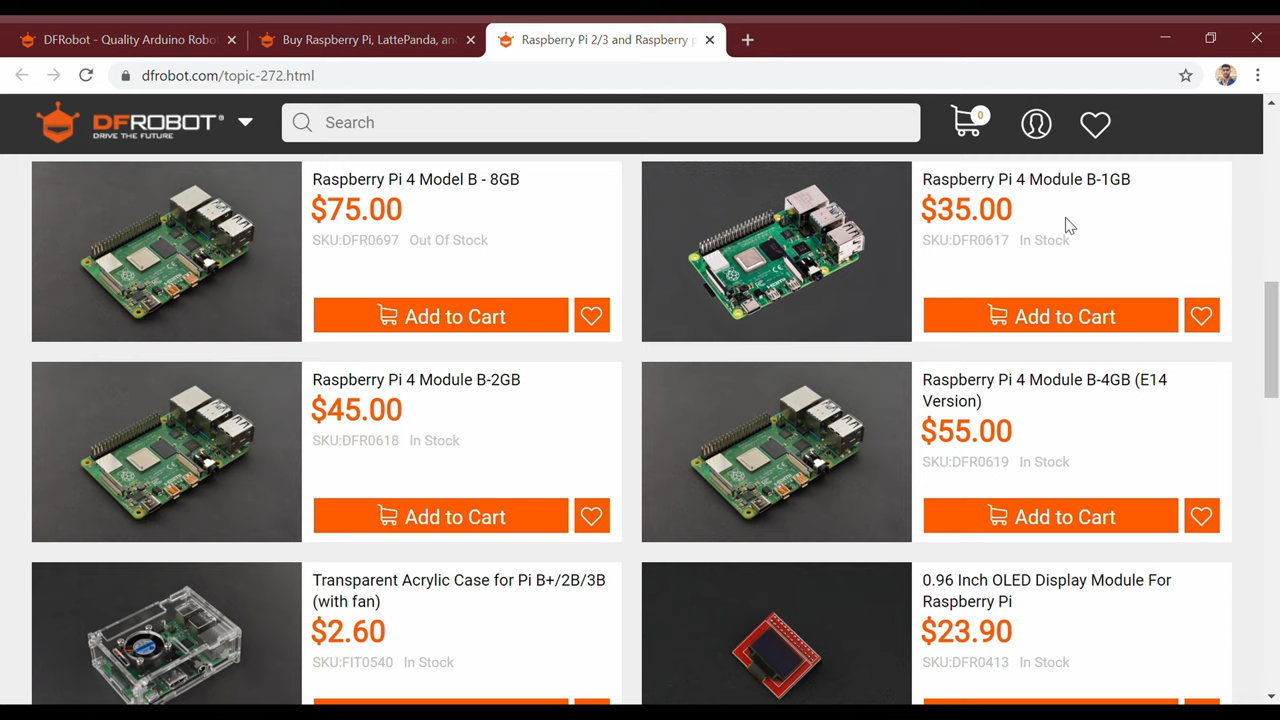 DFRobot - Quality Arduino Robo
Buy Raspberry Pi, LattePanda, an
Raspberry Pi 2/3 and Raspberry p
dfrobot.com/topic-272.html
DFROBOT®
DRIVE THE FUTURE
Search
0
Raspberry Pi 4 Model B - 8GB
$75.00
SKU:DFR0697 Out Of Stock
Add to Cart
Raspberry Pi 4 Module B-1GB
$35.00
SKU:DFR0617 In Stock
Add to Cart
Raspberry Pi 4 Module B-2GB
$45.00
SKU:DFR0618 In Stock
Add to Cart
Raspberry Pi 4 Module B-4GB (E14
Version)
$55.00
SKU:DFR0619 In Stock
Add to Cart
Transparent Acrylic Case for Pi B+/2B/3B
(with fan)
$2.60
SKU:FIT0540 In Stock
0.96 Inch OLED Display Module For
Raspberry Pi
$23.90
SKU:DFR0413 In Stock